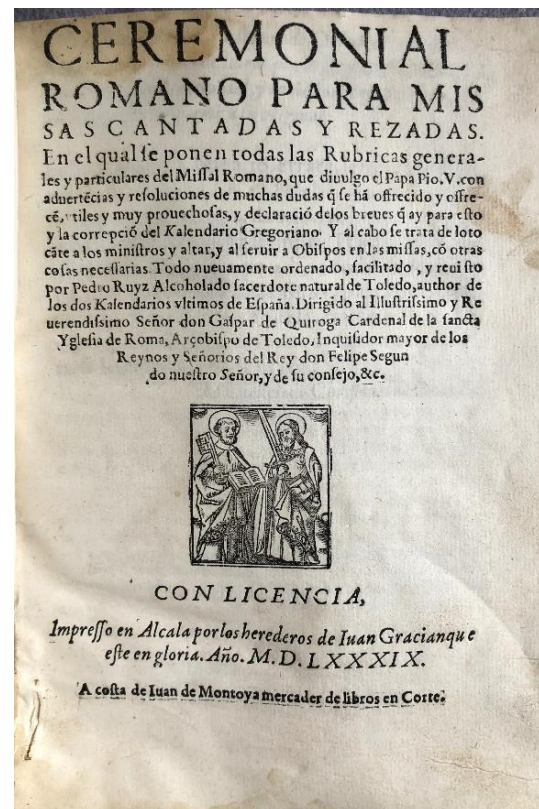 CEREMONIAL
ROMANO PARA MIS
SAS CANTADAS Y REZADAS.
En el qual ſe ponen todas las Rubricas genera-
les y particulares del Miſſal Romano, que diuulgo el Papa Pio. V. con
aduertécias y reſoluciones de muchas dudas q̃ ſe há offrecido y offre-
cé, vtiles y muy prouechoſas, y declaració delos breues q̃ ay para eſto
y la correpció del Kalendario Gregoriano. Y al cabo ſe trata de loto
cáte a los miniſtros y altar, y al ſeruir a Obiſpos en las miſſas, có otras
coſas neceſſarias. Todo nueuamente ordenado, facilitado, y reuiſto
por Pedro Ruyz Alcoholado ſacerdote natural de Toledo, author de
los dos Kalendarios vltimos de Eſpaña. Dirigido al Illuſtriſſimo y Re
uerendiſſimo Señor don Gaſpar de Quiroga Cardenal de la ſancta
Ygleſia de Roma, Arçobiſpo de Toledo, Inquiſidor mayor de los
Reynos y Señorios del Rey don Felipe Segun
do nueſtro Señor, y de ſu conſejo, &c.
CON LICENCIA,
Impreſſo en Alcala por los herederos de Iuan Gracian que
eſte en gloria. Año. M. D. LXXXIX.
A coſta de Iuan de Montoya mercader de libros en Corte.